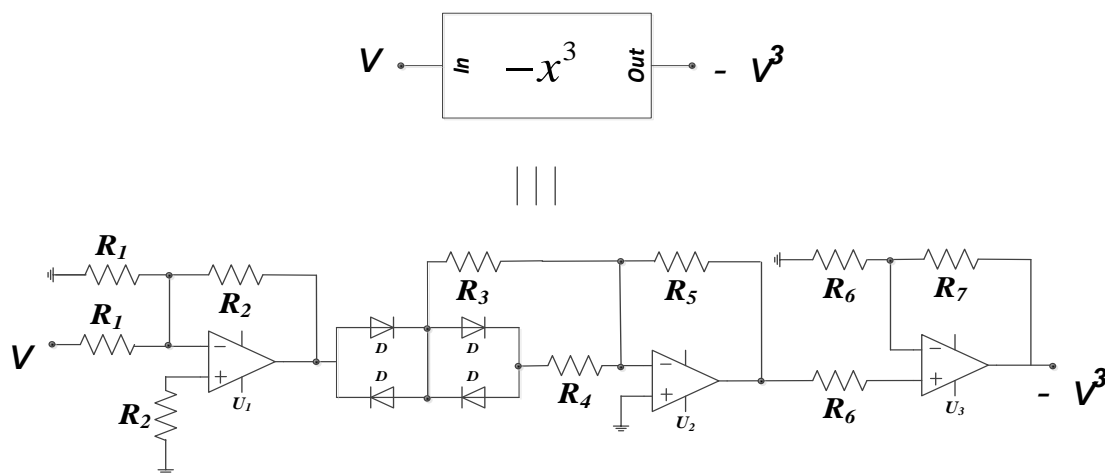 V In −x³ Out - V³
R₁ R₃ R₅
R₂ R₆ R₇
R₁
V − D D − −
+ D D R₄ + R₆ + - V³
R₂ U₁ U₂ U₃